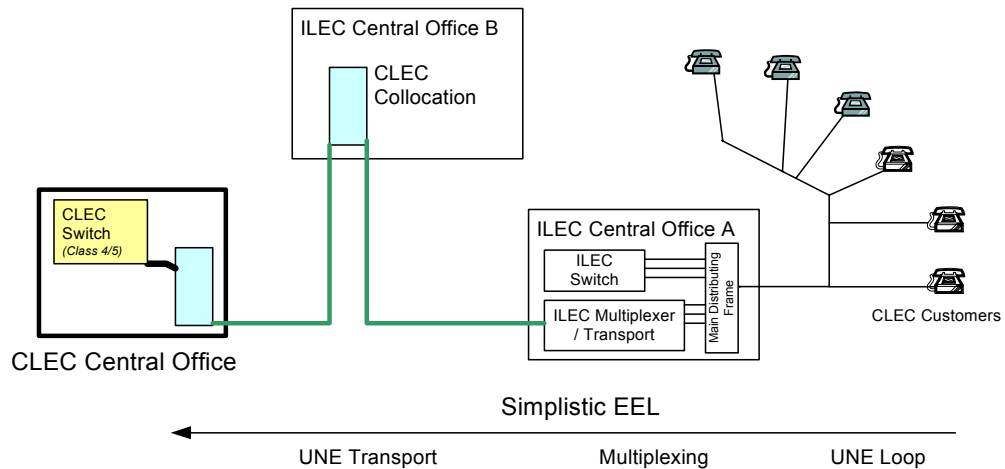 ILEC Central Office B
CLEC
Collocation
CLEC
Switch
(Class 4/5)
CLEC Central Office
ILEC Central Office A
ILEC
Switch
ILEC Multiplexer
/ Transport
Main Distributing
Frame
CLEC Customers
Simplistic EEL
UNE Transport
Multiplexing
UNE Loop